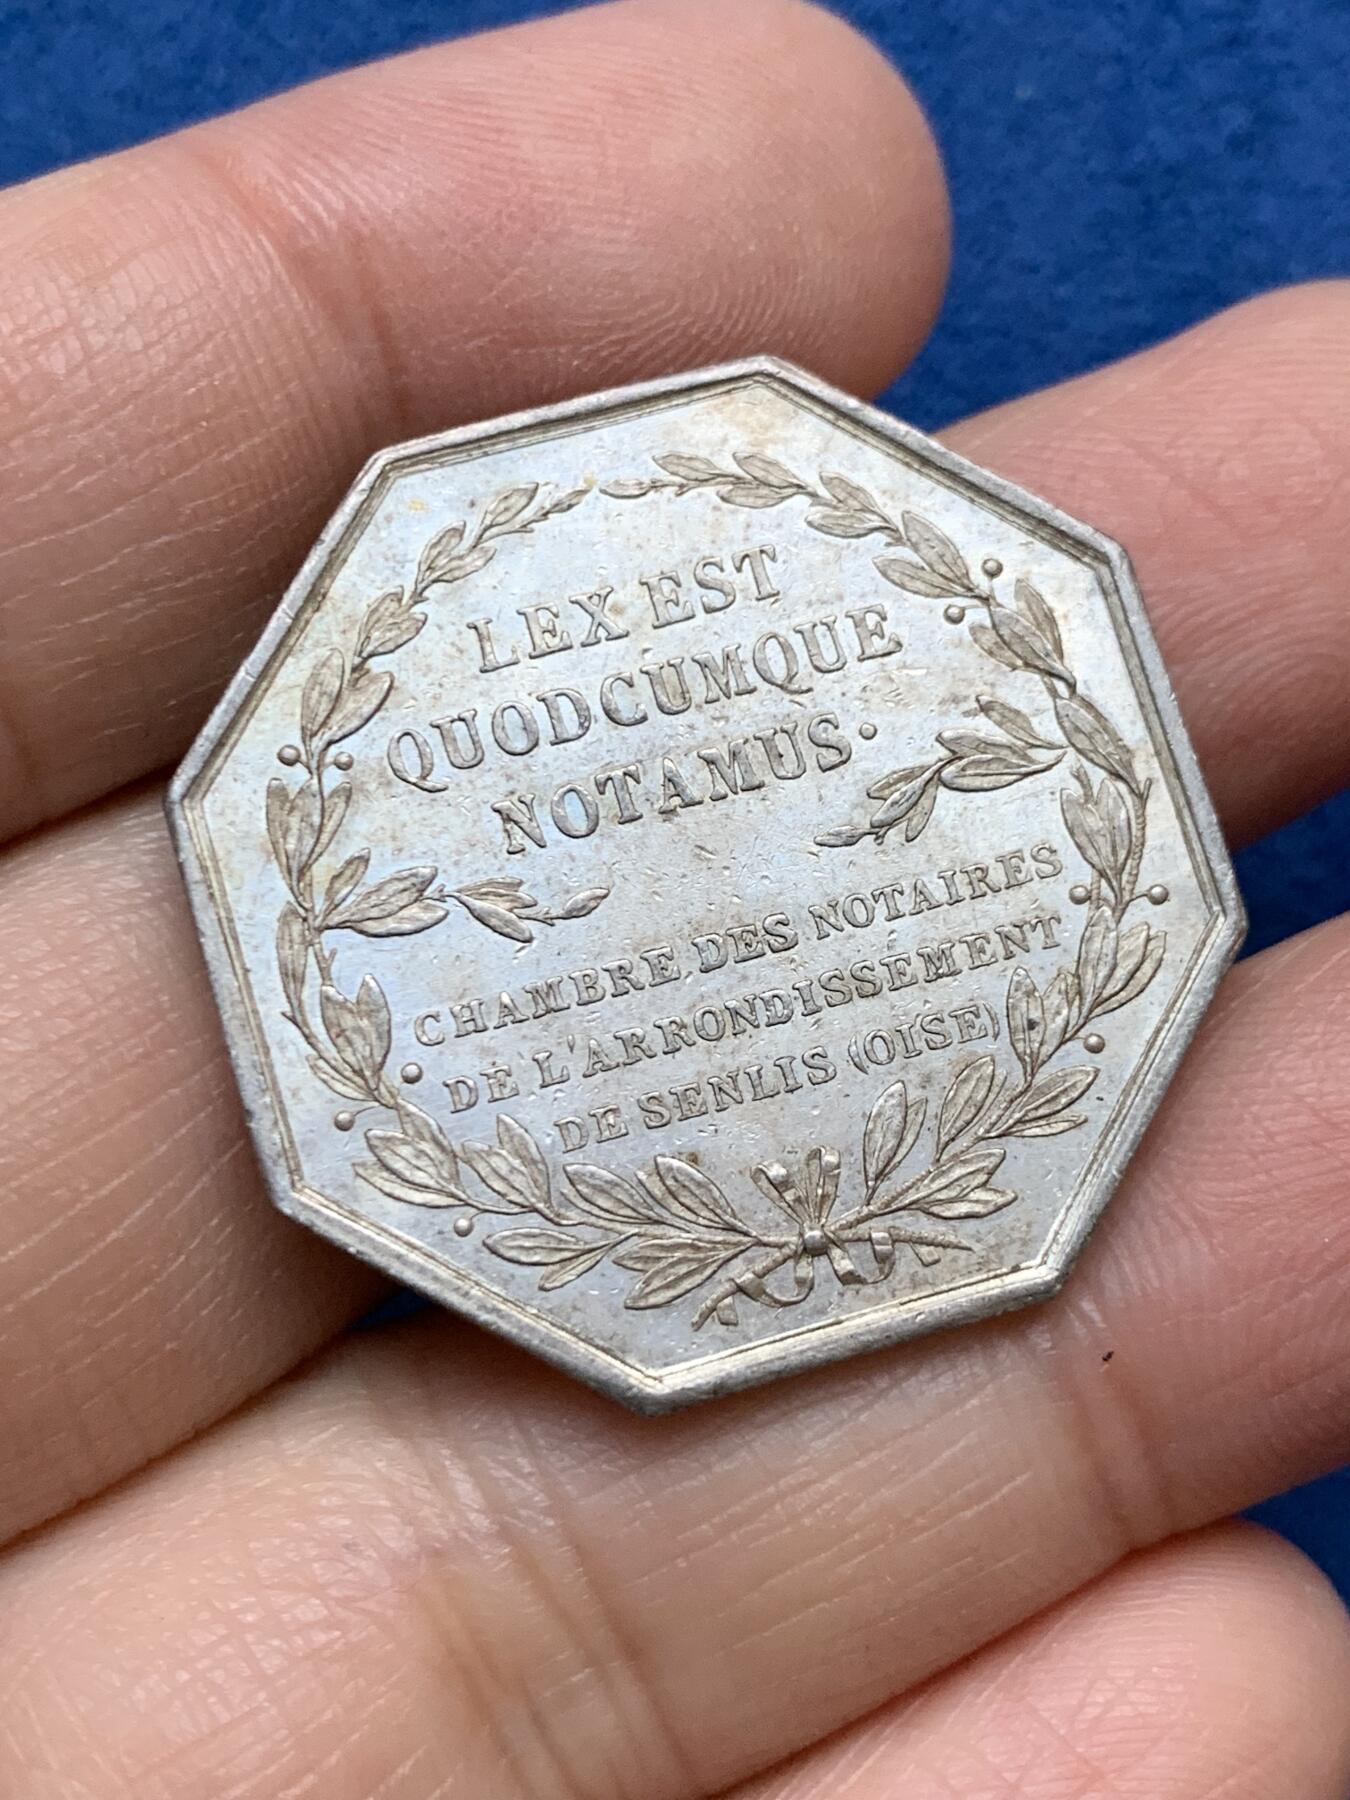 LEX EST
QUODCUMQUE
NOTAMUS·
CHAMBRE DES NOTAIRES
DE L'ARRONDISSEMENT
DE SENLIS (OISE)